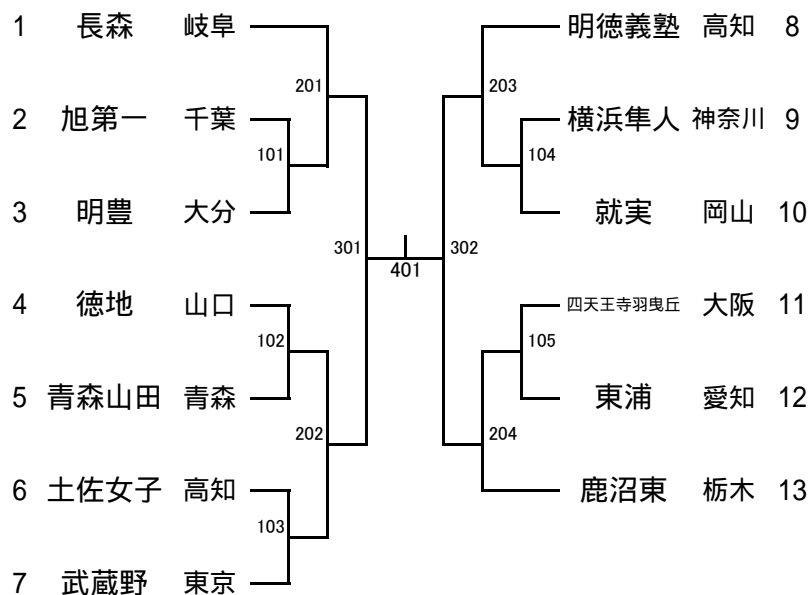 1 長森 岐阜
201
2 旭第一 千葉
101
3 明豊 大分
301
4 徳地 山口
102
5 青森山田 青森
202
6 土佐女子 高知
103
7 武蔵野 東京
401
明徳義塾 高知 8
203
横浜隼人 神奈川 9
104
就実 岡山 10
302
四天王寺羽曳丘 大阪 11
105
東浦 愛知 12
204
鹿沼東 栃木 13